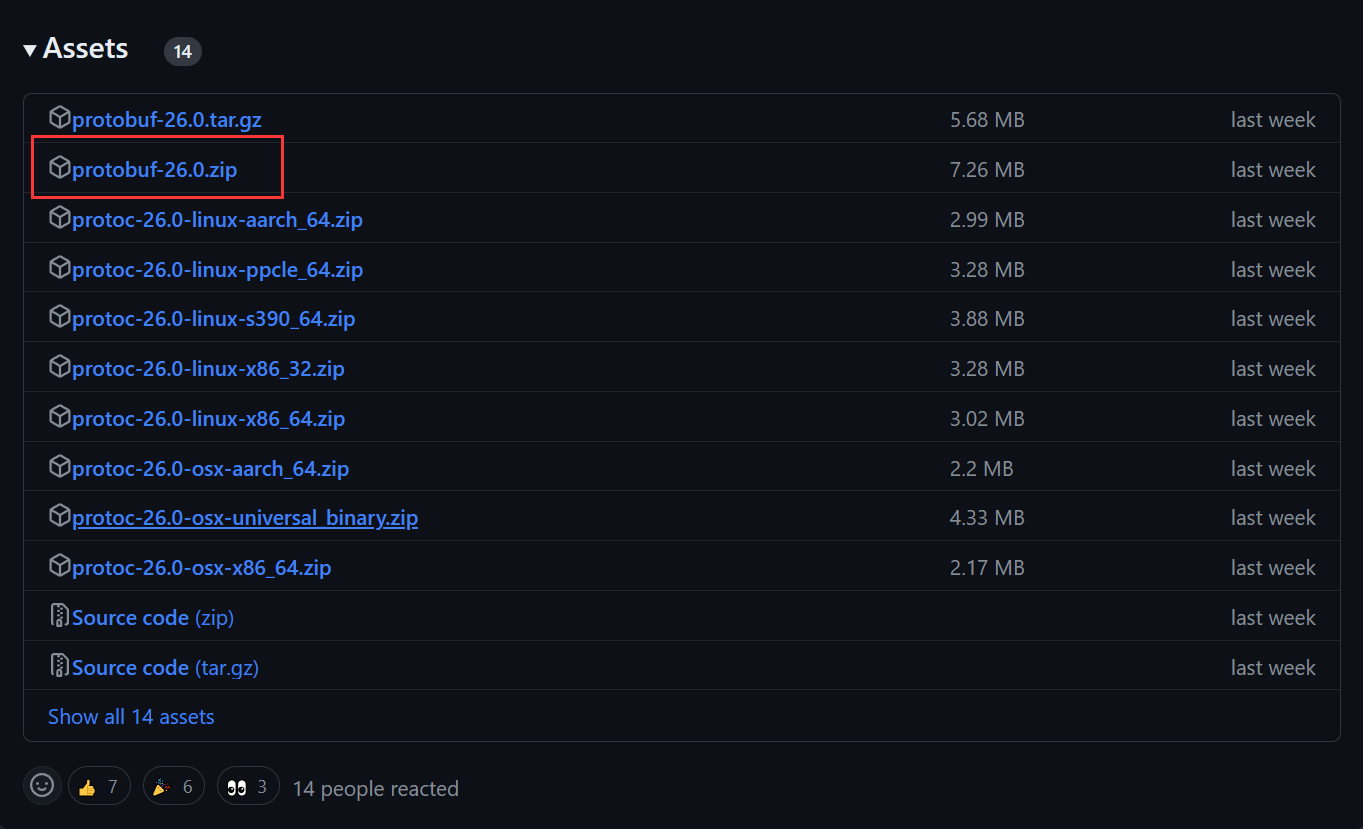 Assets 14
protobuf-26.0.tar.gz 5.68 MB last week
protobuf-26.0.zip 7.26 MB last week
protoc-26.0-linux-aarch_64.zip 2.99 MB last week
protoc-26.0-linux-ppcle_64.zip 3.28 MB last week
protoc-26.0-linux-s390_64.zip 3.88 MB last week
protoc-26.0-linux-x86_32.zip 3.28 MB last week
protoc-26.0-linux-x86_64.zip 3.02 MB last week
protoc-26.0-osx-aarch_64.zip 2.2 MB last week
protoc-26.0-osx-universal_binary.zip 4.33 MB last week
protoc-26.0-osx-x86_64.zip 2.17 MB last week
Source code (zip) last week
Source code (tar.gz) last week
Show all 14 assets
7 6 3 14 people reacted